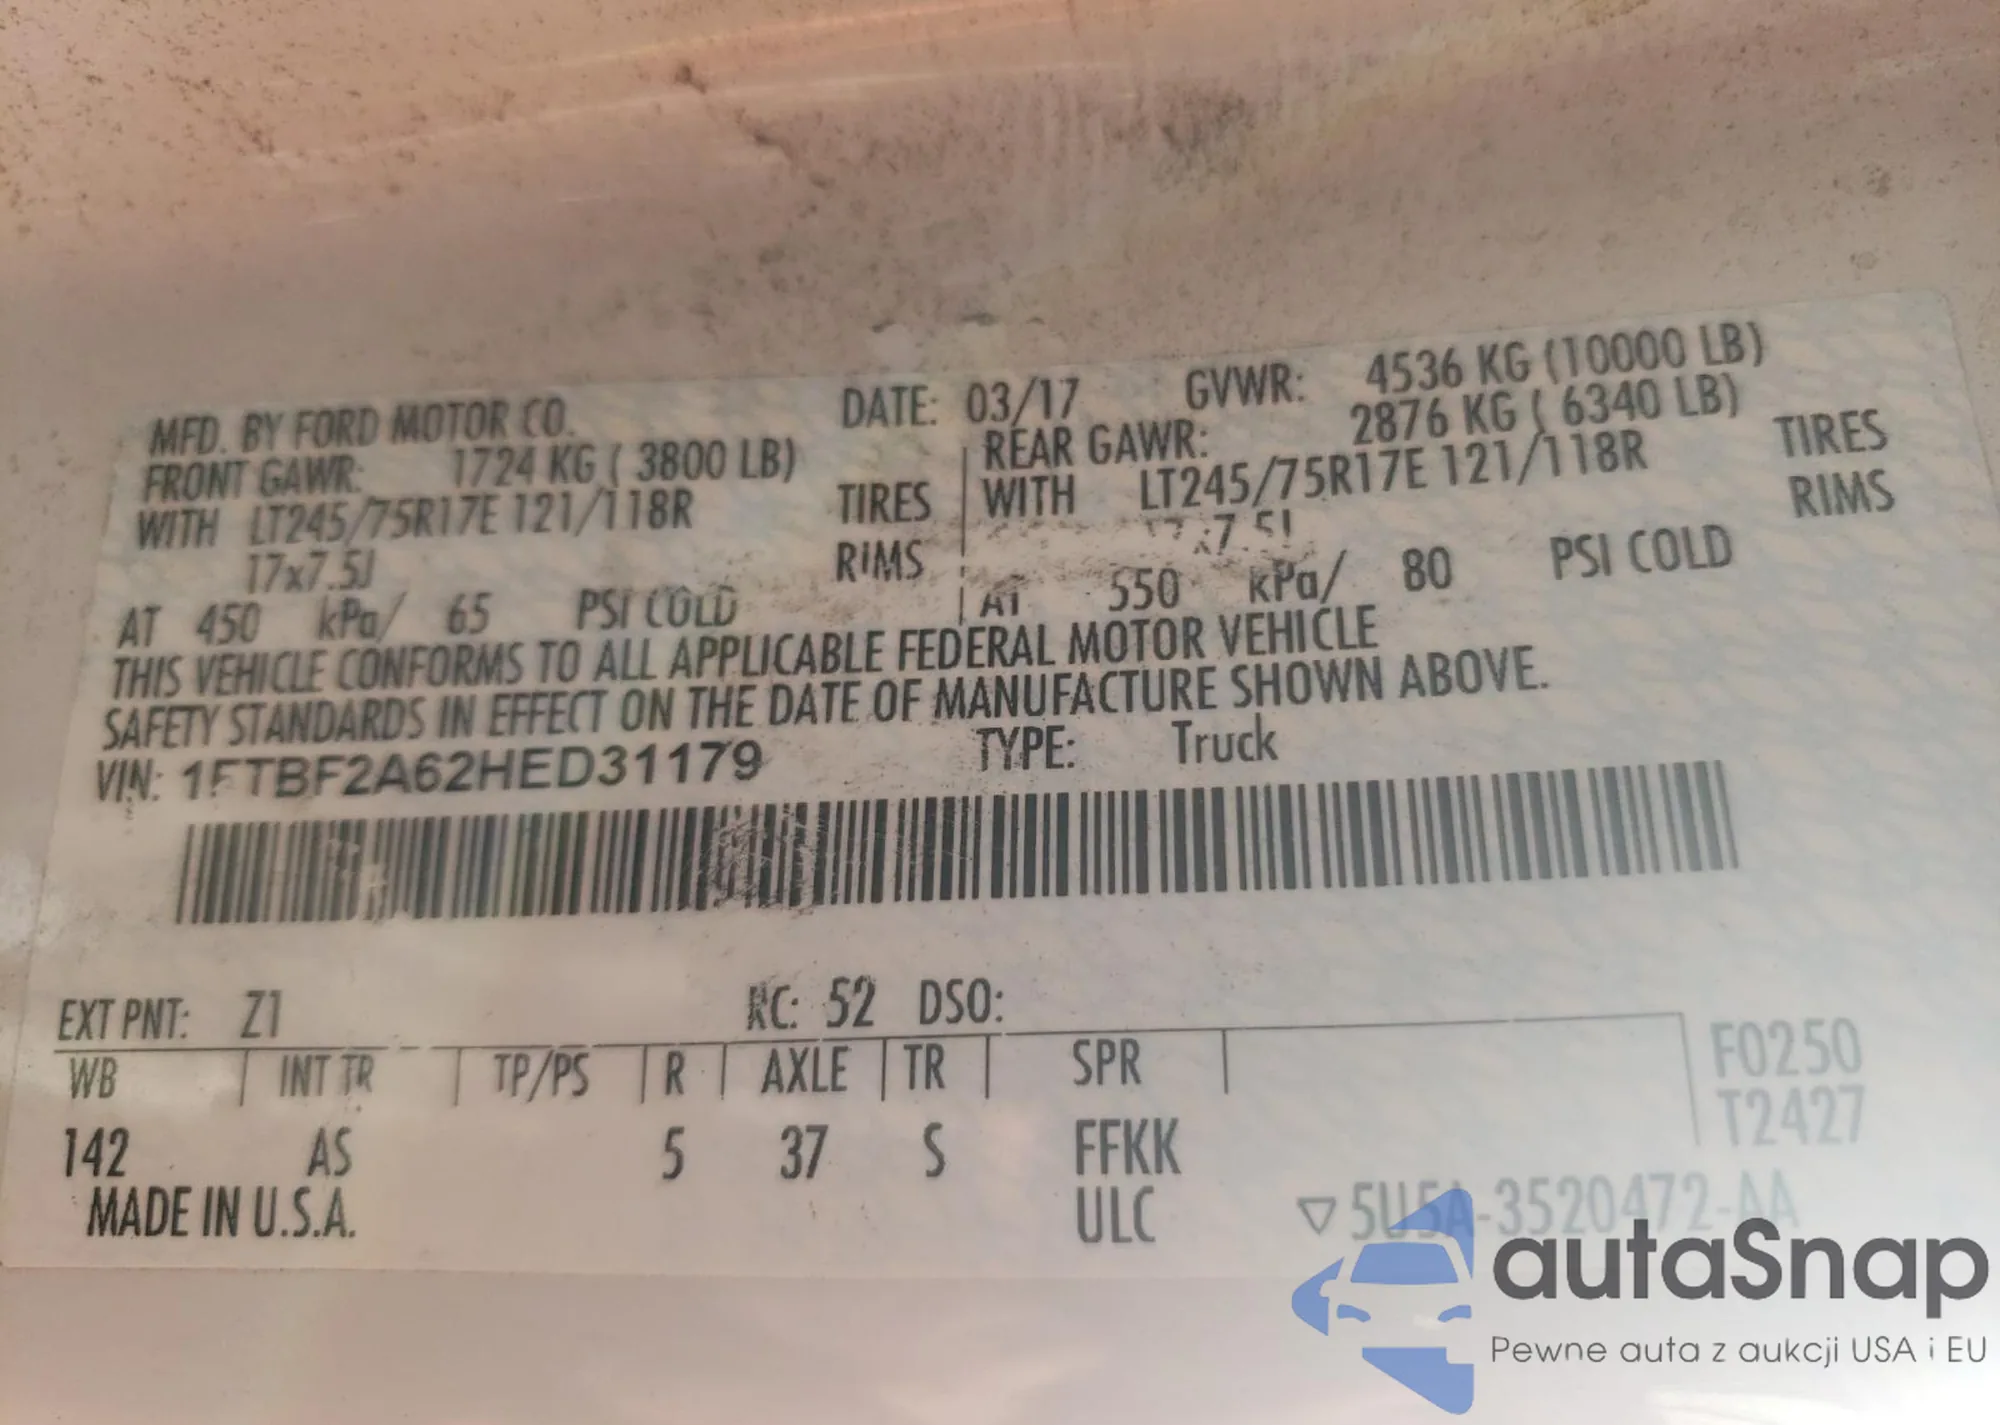 MFD. BY FORD MOTOR CO. DATE: 03/17 GVWR: 4536 KG (10000 LB)
FRONT GAWR: 1724 KG ( 3800 LB) REAR GAWR: 2876 KG ( 6340 LB)
WITH LT245/75R17E 121/118R TIRES WITH LT245/75R17E 121/118R TIRES
17x7.5J RIMS 17x7.5J RIMS
AT 450 kPa/ 65 PSI COLD AT 550 kPa/ 80 PSI COLD
THIS VEHICLE CONFORMS TO ALL APPLICABLE FEDERAL MOTOR VEHICLE
SAFETY STANDARDS IN EFFECT ON THE DATE OF MANUFACTURE SHOWN ABOVE.
VIN: 1FTBF2A62HED31179 TYPE: Truck
EXT PNT: Z1 RC: 52 DSO:
WB INT TR TP/PS R AXLE TR SPR F0250
T2427
142 AS 5 37 S FFKK
MADE IN U.S.A. ULC ▽5U5A-3520472-AA
autaSnap
Pewne auta z aukcji USA i EU